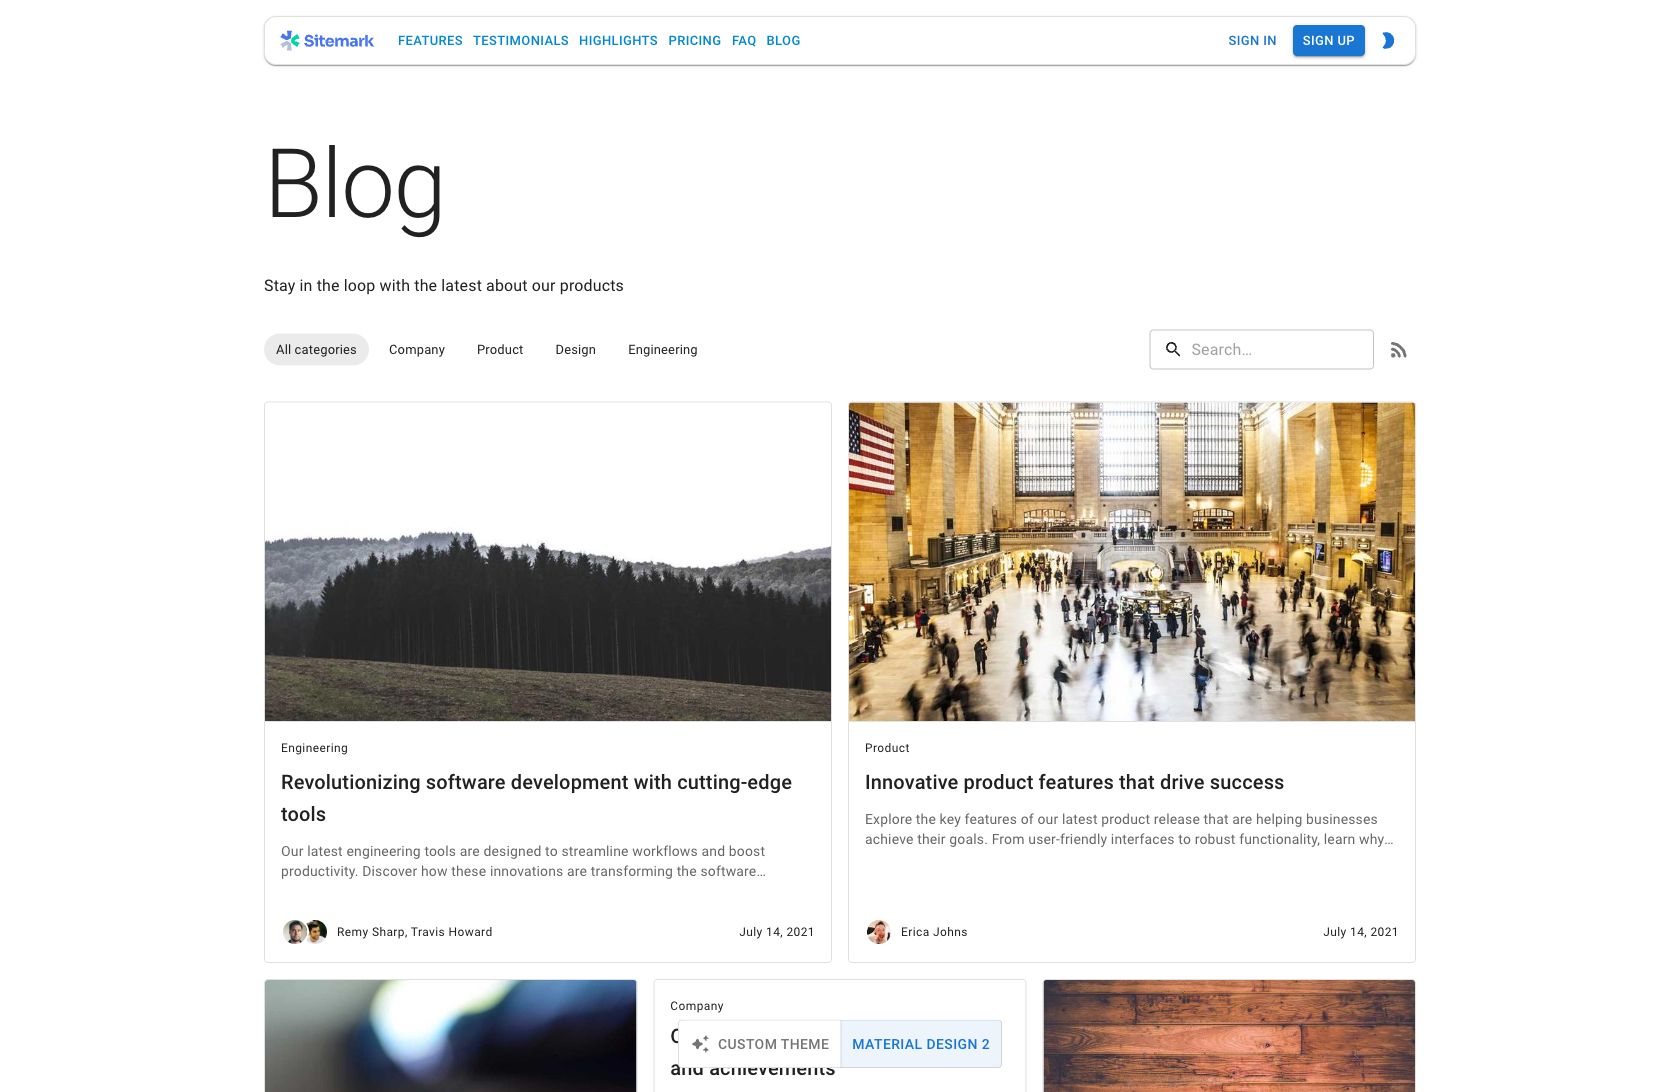 Sitemark
FEATURES TESTIMONIALS HIGHLIGHTS PRICING FAQ BLOG
SIGN IN
SIGN UP
Blog
Stay in the loop with the latest about our products
All categories
Company
Product
Design
Engineering
Search…
Engineering
Revolutionizing software development with cutting-edge
tools
Our latest engineering tools are designed to streamline workflows and boost
productivity. Discover how these innovations are transforming the software…
Remy Sharp, Travis Howard
July 14, 2021
Product
Innovative product features that drive success
Explore the key features of our latest product release that are helping businesses
achieve their goals. From user-friendly interfaces to robust functionality, learn why…
Erica Johns
July 14, 2021
Company
CUSTOM THEME
MATERIAL DESIGN 2
and achievements